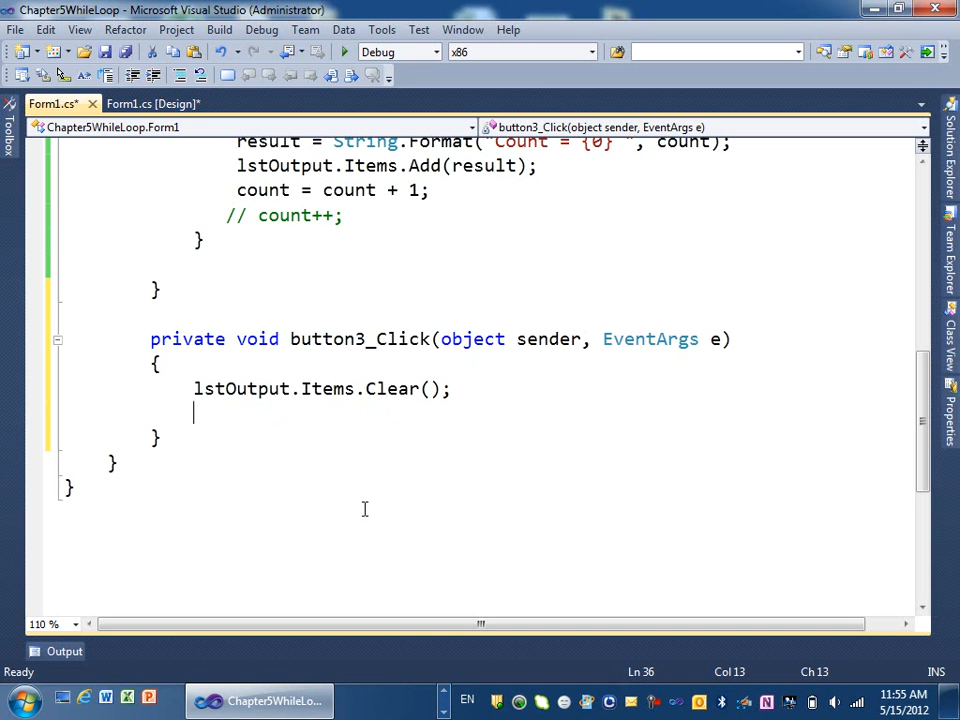 Chapter5WhileLoop - Microsoft Visual Studio (Administrator)
File Edit View Refactor Project Build Debug Team Data Tools Test Window Help
Debug x86
Form1.cs* Form1.cs [Design]*
Chapter5WhileLoop.Form1 button3_Click(object sender, EventArgs e)
result = String.Format("Count = {0} ", count);
lstOutput.Items.Add(result);
count = count + 1;
// count++;
}
}
private void button3_Click(object sender, EventArgs e)
{
lstOutput.Items.Clear();
}
}
}
Toolbox
Solution Explorer
Team Explorer
Class View
Properties
110 %
Output
Ready Ln 36 Col 13 Ch 13 INS
Chapter5WhileLo... EN 11:55 AM
5/15/2012